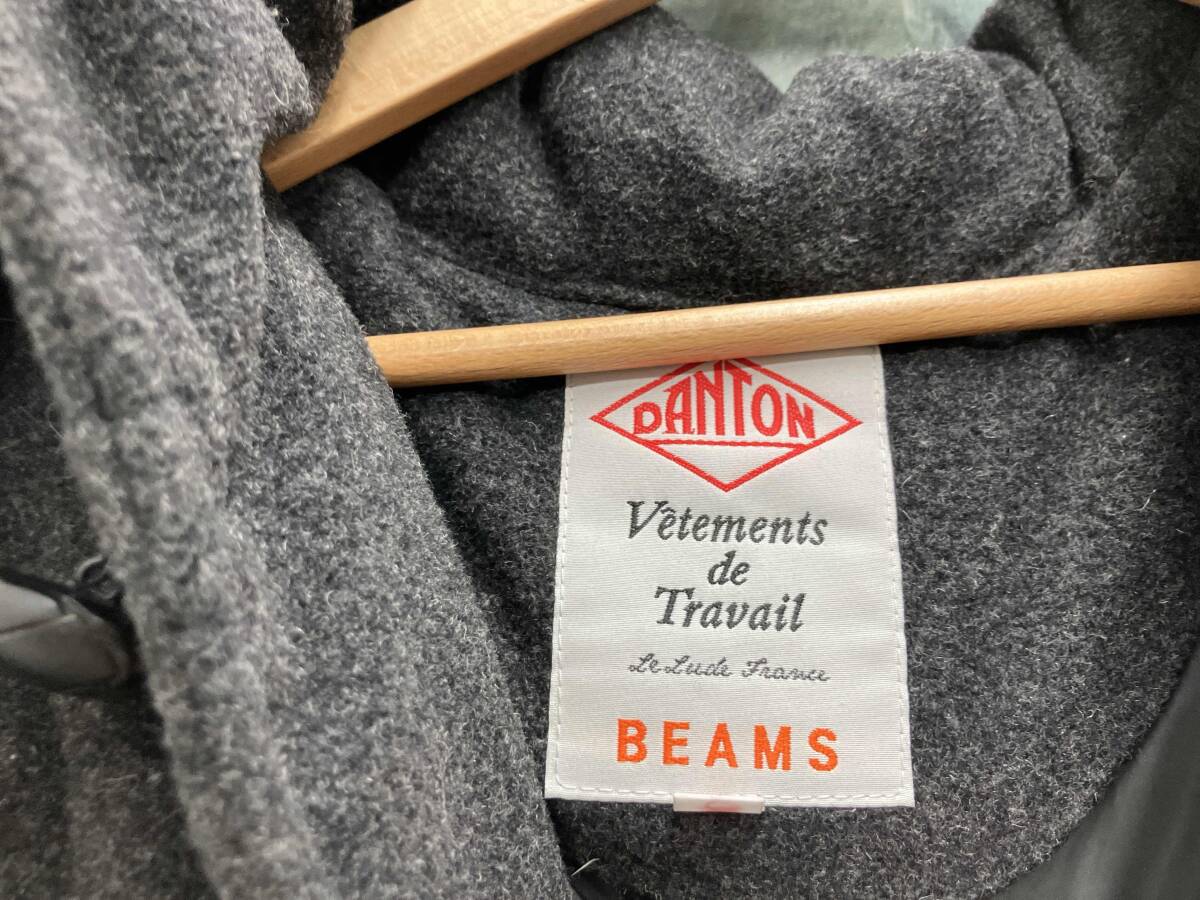 DANTON
Vêtements
de
Travail
Le Lude France
BEAMS